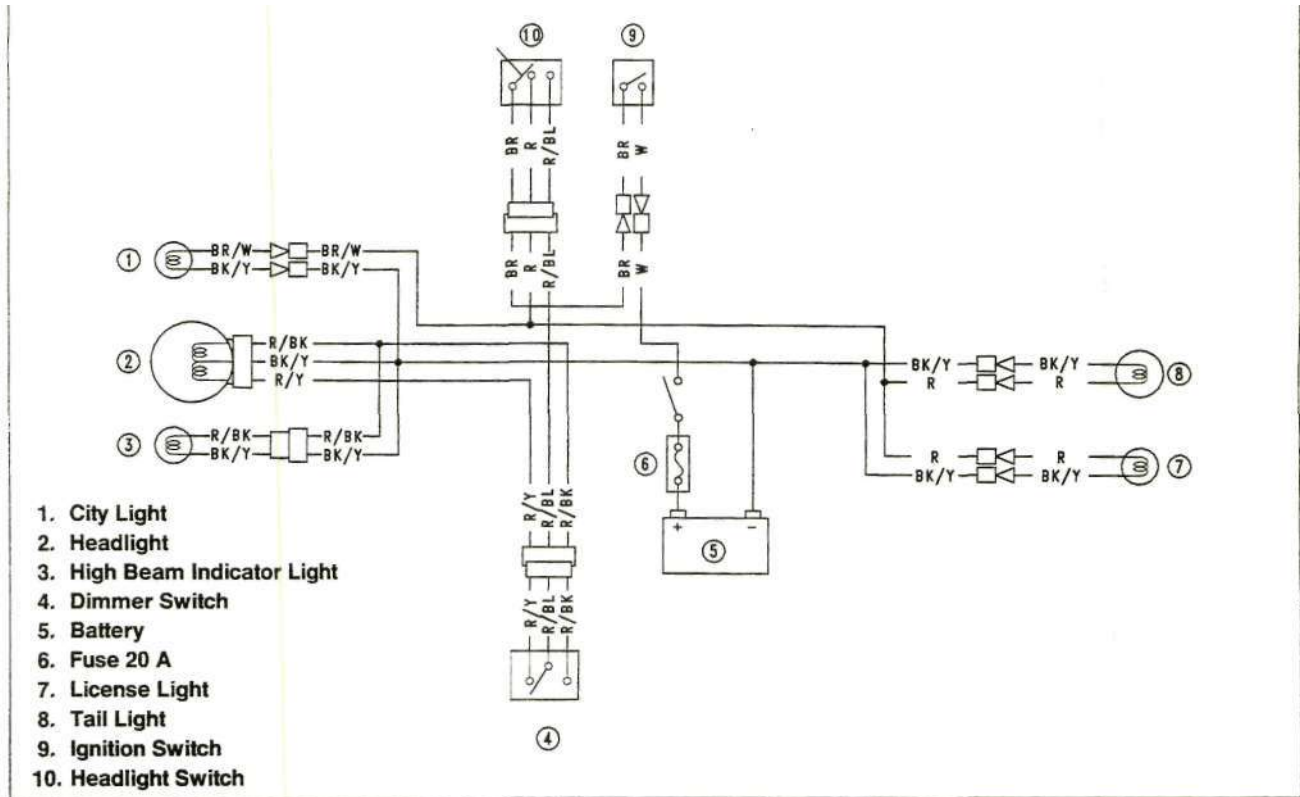 ⑩ ⑨
BR R R/BL BR W
BR R R/BL BR W
① BR/W BR/W
BK/Y BK/Y
② R/BK
BK/Y
R/Y
BK/Y BK/Y ⑧
R R
③ R/BK R/BK
BK/Y BK/Y
⑥
R R ⑦
BK/Y BK/Y
R/Y R/BL R/BK
+ -
⑤
R/Y R/BL R/BK
④
1. City Light
2. Headlight
3. High Beam Indicator Light
4. Dimmer Switch
5. Battery
6. Fuse 20 A
7. License Light
8. Tail Light
9. Ignition Switch
10. Headlight Switch